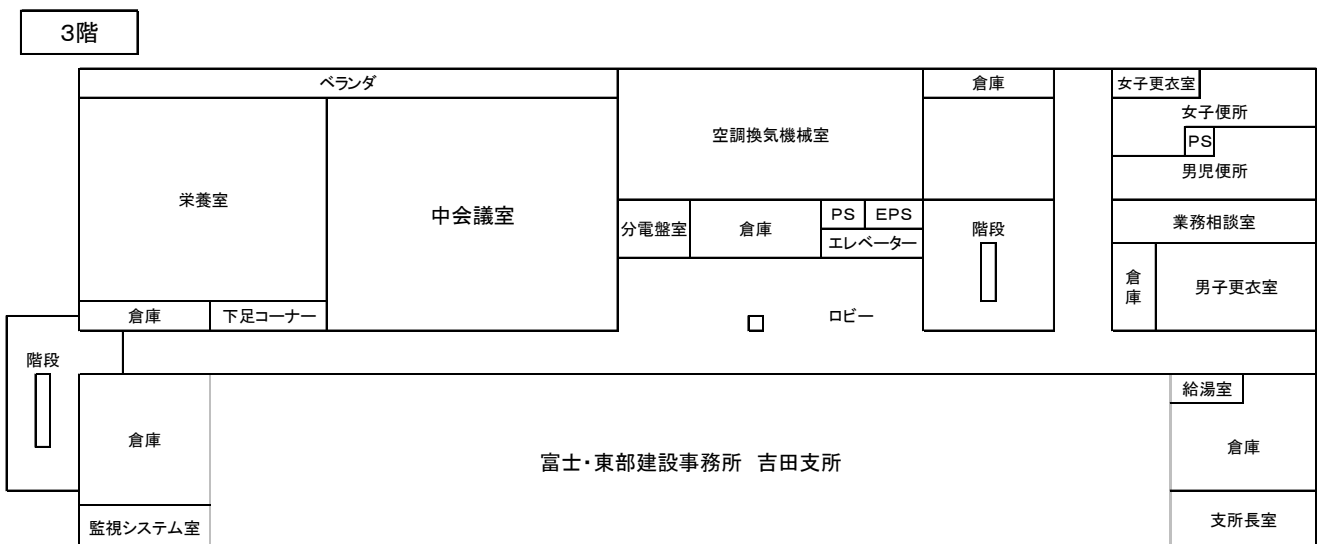 3階
ベランダ
倉庫
女子更衣室
女子便所
空調換気機械室
PS
男児便所
栄養室
中会議室
分電盤室
倉庫
PS
EPS
エレベーター
階段
業務相談室
倉庫
男子更衣室
倉庫
下足コーナー
ロビー
階段
給湯室
倉庫
倉庫
富士・東部建設事務所 吉田支所
監視システム室
支所長室